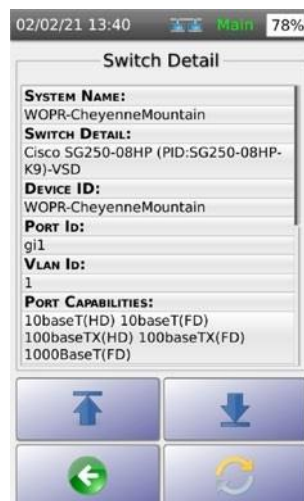 02/02/21 13:40 Main 78%
Switch Detail
SYSTEM NAME:
WOPR-CheyenneMountain
SWITCH DETAIL:
Cisco SG250-08HP (PID:SG250-08HP-
K9)-VSD
DEVICE ID:
WOPR-CheyenneMountain
PORT ID:
gi1
VLAN ID:
1
PORT CAPABILITIES:
10baseT(HD) 10baseT(FD)
100baseTX(HD) 100baseTX(FD)
1000BaseT(FD)